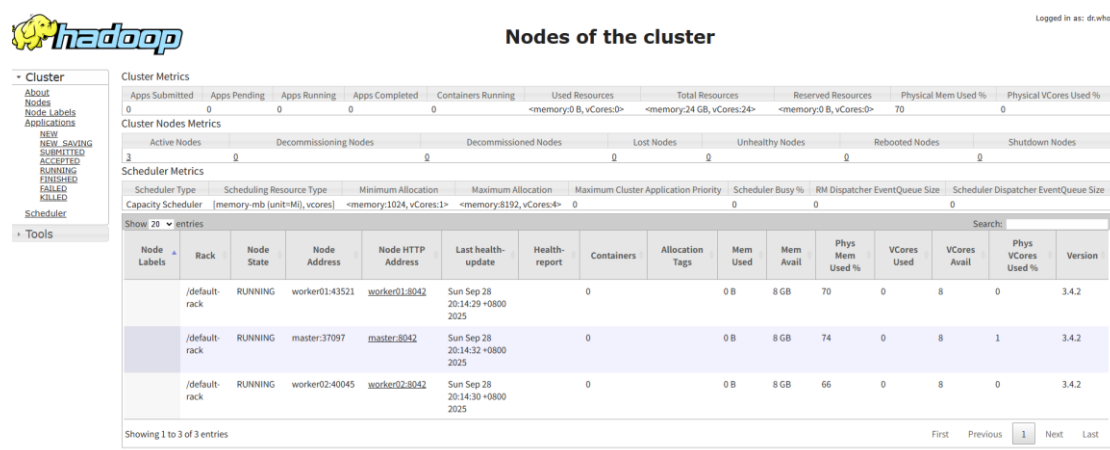 Logged in as: dr.who
hadoop
Nodes of the cluster
Cluster
About
Nodes
Node Labels
Applications
NEW
NEW_SAVING
SUBMITTED
ACCEPTED
RUNNING
FINISHED
FAILED
KILLED
Scheduler
Tools
Cluster Metrics
Apps Submitted Apps Pending Apps Running Apps Completed Containers Running Used Resources Total Resources Reserved Resources Physical Mem Used % Physical VCores Used %
0 0 0 0 0 <memory:0 B, vCores:0> <memory:24 GB, vCores:24> <memory:0 B, vCores:0> 70 0
Cluster Nodes Metrics
Active Nodes Decommissioning Nodes Decommissioned Nodes Lost Nodes Unhealthy Nodes Rebooted Nodes Shutdown Nodes
3 0 0 0 0 0 0
Scheduler Metrics
Scheduler Type Scheduling Resource Type Minimum Allocation Maximum Allocation Maximum Cluster Application Priority Scheduler Busy % RM Dispatcher EventQueue Size Scheduler Dispatcher EventQueue Size
Capacity Scheduler [memory-mb (unit=Mi), vcores] <memory:1024, vCores:1> <memory:8192, vCores:4> 0 0 0 0
Show 20 entries Search:
Node Labels Rack Node State Node Address Node HTTP Address Last health-update Health-report Containers Allocation Tags Mem Used Mem Avail Phys Mem Used % VCores Used VCores Avail Phys VCores Used % Version
/default-rack RUNNING worker01:43521 worker01:8042 Sun Sep 28 20:14:29 +0800 2025 0 0 B 8 GB 70 0 8 0 3.4.2
/default-rack RUNNING master:37097 master:8042 Sun Sep 28 20:14:32 +0800 2025 0 0 B 8 GB 74 0 8 1 3.4.2
/default-rack RUNNING worker02:40045 worker02:8042 Sun Sep 28 20:14:30 +0800 2025 0 0 B 8 GB 66 0 8 0 3.4.2
Showing 1 to 3 of 3 entries First Previous 1 Next Last